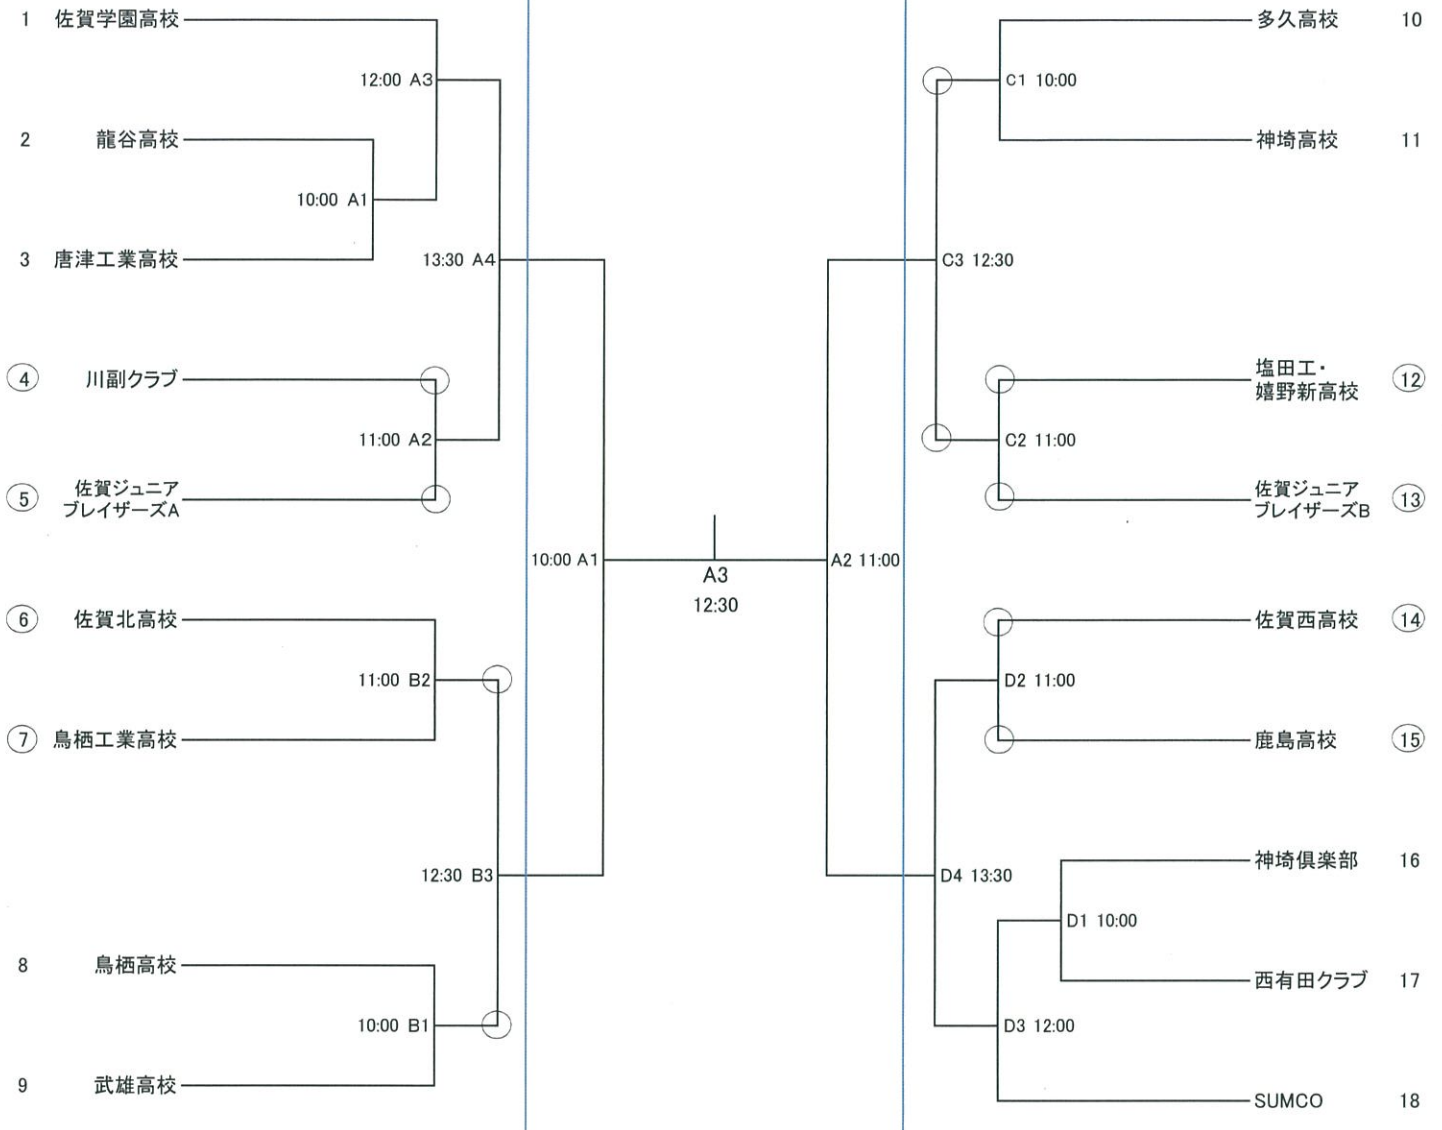 1 佐賀学園高校
12:00 A3
2 龍谷高校
10:00 A1
3 唐津工業高校
13:30 A4
4 川副クラブ
11:00 A2
5 佐賀ジュニア
ブレイザーズA
10:00 A1
6 佐賀北高校
11:00 B2
7 鳥栖工業高校
12:30 B3
8 鳥栖高校
10:00 B1
9 武雄高校
A3
12:30
多久高校 10
C1 10:00
神埼高校 11
C3 12:30
塩田工・
嬉野新高校 12
C2 11:00
佐賀ジュニア
ブレイザーズB 13
A2 11:00
佐賀西高校 14
D2 11:00
鹿島高校 15
D4 13:30
神埼倶楽部 16
D1 10:00
西有田クラブ 17
D3 12:00
SUMCO 18